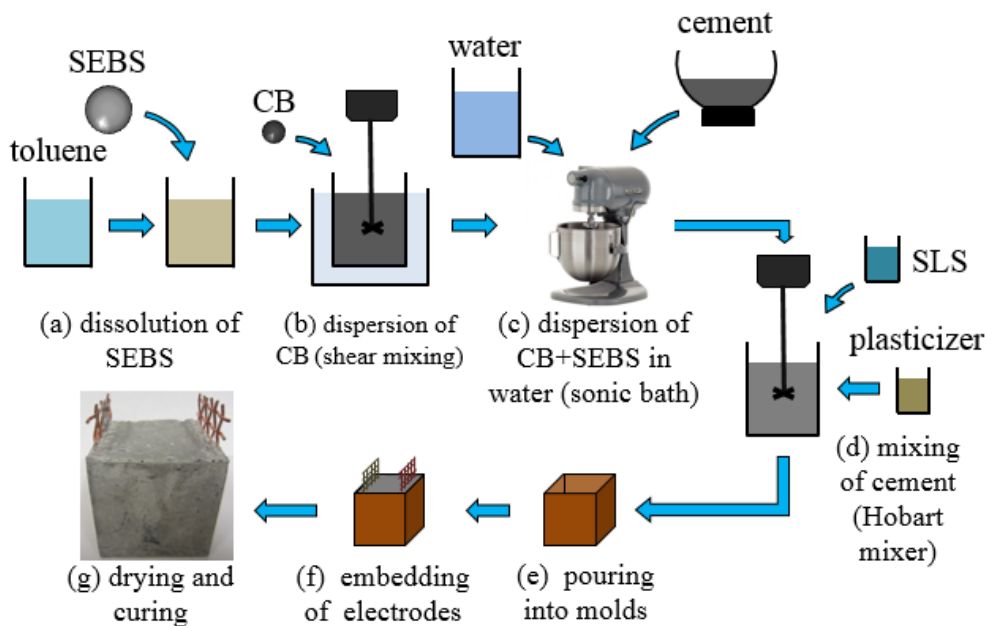 SEBS
toluene
CB
water
cement
(a) dissolution of
SEBS
(b) dispersion of
CB (shear mixing)
(c) dispersion of
CB+SEBS in
water (sonic bath)
SLS
plasticizer
(d) mixing
of cement
(Hobart
mixer)
(e) pouring
into molds
(f) embedding
of electrodes
(g) drying and
curing